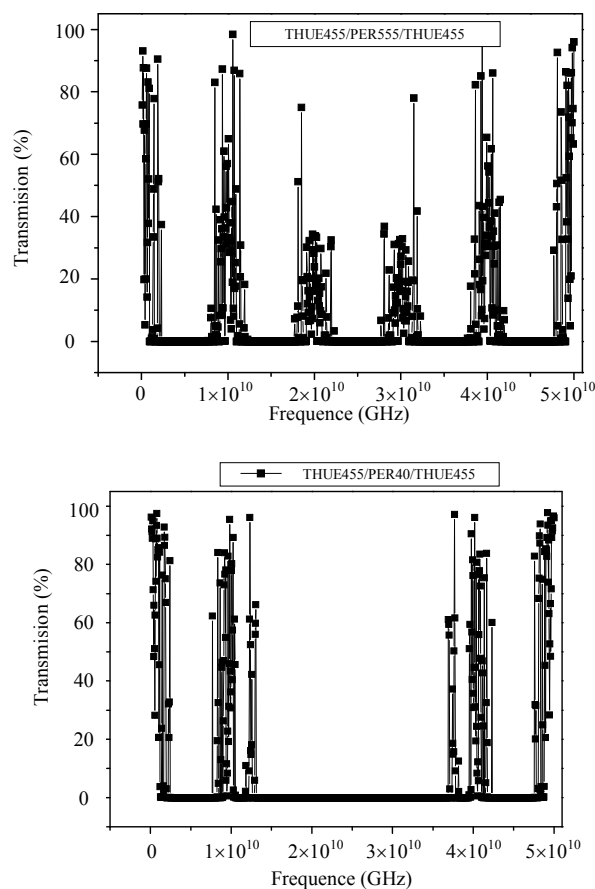 THUE455/PER555/THUE455
100
80
60
40
20
0
Transmision (%)
0 1×10¹⁰ 2×10¹⁰ 3×10¹⁰ 4×10¹⁰ 5×10¹⁰
Frequence (GHz)
THUE455/PER40/THUE455
100
80
60
40
20
0
Transmision (%)
0 1×10¹⁰ 2×10¹⁰ 3×10¹⁰ 4×10¹⁰ 5×10¹⁰
Frequence (GHz)